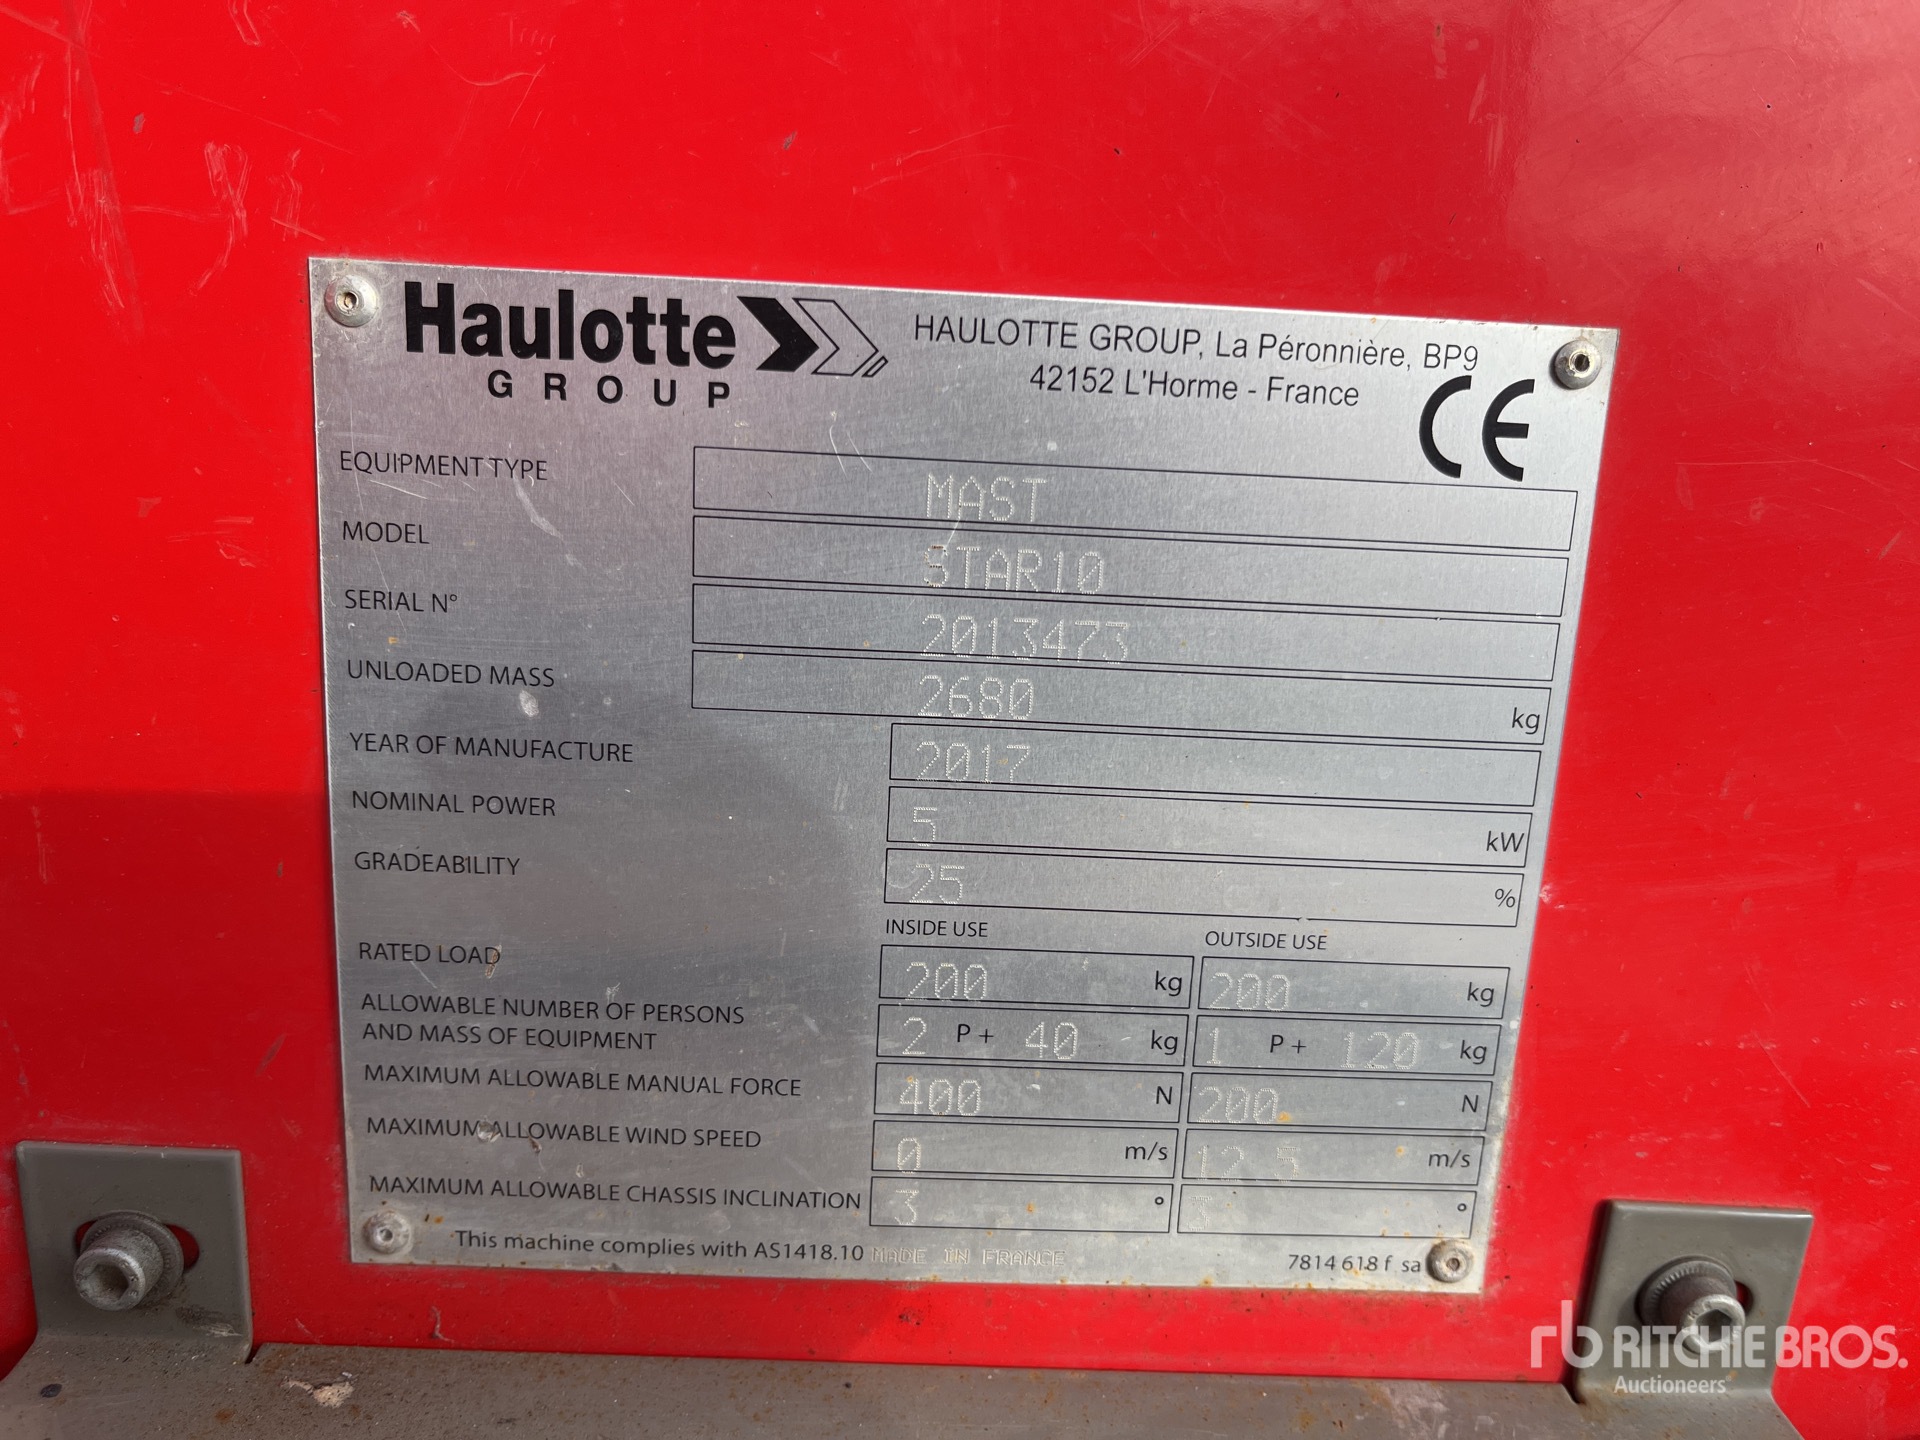 Haulotte
GROUP
HAULOTTE GROUP, La Péronnière, BP9
42152 L'Horme - France
CE
EQUIPMENT TYPE MAST
MODEL STAR10
SERIAL N° 2013473
UNLOADED MASS 2680 kg
YEAR OF MANUFACTURE 2017
NOMINAL POWER 5 kW
GRADEABILITY 25 %
INSIDE USE OUTSIDE USE
RATED LOAD 200 kg 200 kg
ALLOWABLE NUMBER OF PERSONS
AND MASS OF EQUIPMENT 2 P+ 40 kg 1 P+ 120 kg
MAXIMUM ALLOWABLE MANUAL FORCE 400 N 200 N
MAXIMUM ALLOWABLE WIND SPEED 0 m/s 12.5 m/s
MAXIMUM ALLOWABLE CHASSIS INCLINATION 3 ° 3 °
This machine complies with AS1418.10 MADE IN FRANCE 7814 618 f sa
rb RITCHIE BROS.
Auctioneers